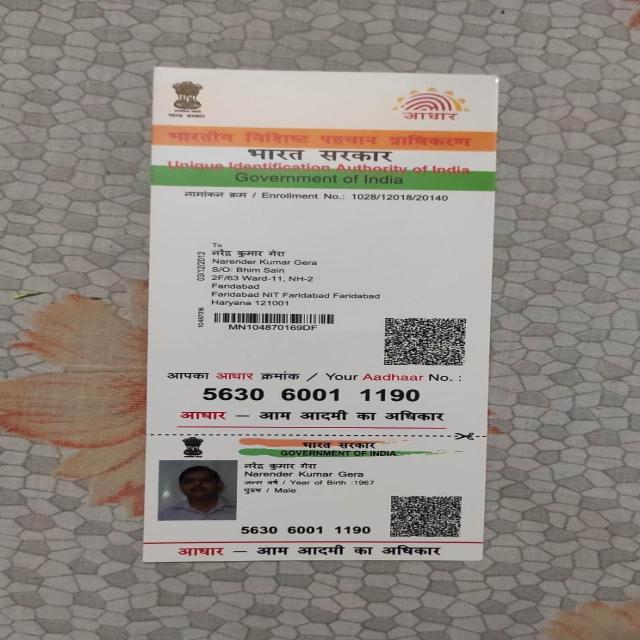 भारत सरकार
आधार
भारतीय विशिष्ट पहचान प्राधिकरण
भारत सरकार
Unique Identification Authority of India
Government of India
नामांकन क्रम / Enrollment No.: 1028/12018/20140
To
नरेंद्र कुमार गेरा
Narender Kumar Gera
S/O: Bhim Sain
2F/63 Ward-11, NH-2
Faridabad
Faridabad NIT Faridabad Faridabad
Haryana 121001
03/12/2012
MN104870169DF
आपका आधार क्रमांक / Your Aadhaar No. :
5630 6001 1190
आधार — आम आदमी का अधिकार
भारत सरकार
GOVERNMENT OF INDIA
नरेंद्र कुमार गेरा
Narender Kumar Gera
जन्म वर्ष / Year of Birth :1967
पुरुष / Male
5630 6001 1190
आधार — आम आदमी का अधिकार